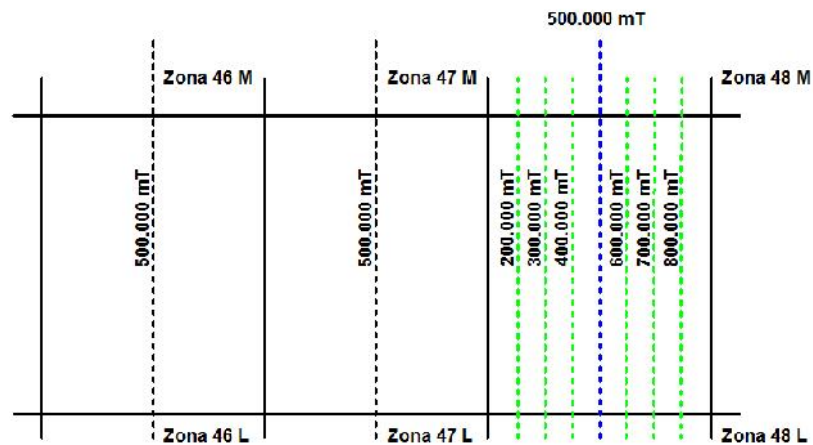 500.000 mT
Zona 46 M
Zona 47 M
Zona 48 M
500.000 mT
500.000 mT
200.000 mT
300.000 mT
400.000 mT
600.000 mT
700.000 mT
800.000 mT
Zona 46 L
Zona 47 L
Zona 48 L